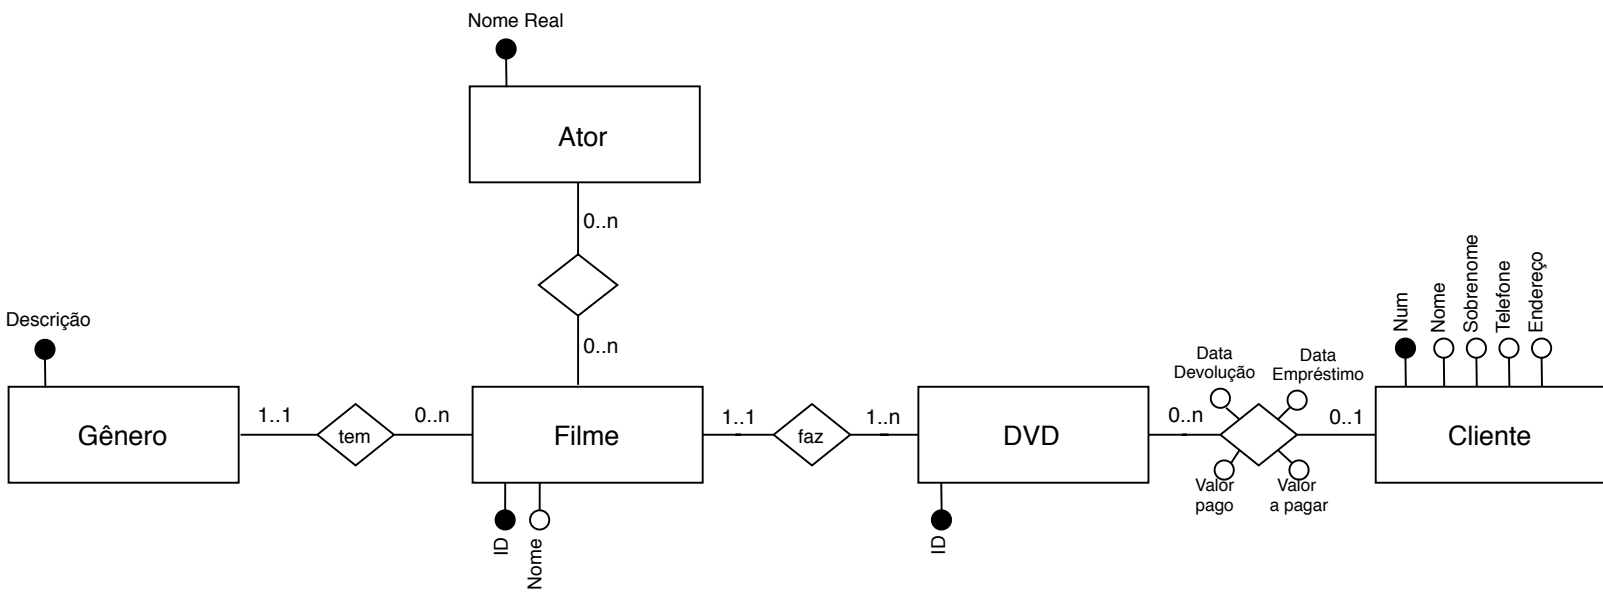 Nome Real
Ator
0..n
0..n
Descrição
Gênero
1..1
tem
0..n
Filme
ID
Nome
1..1
faz
1..n
DVD
ID
0..n
Data
Devolução
Data
Empréstimo
Valor
pago
Valor
a pagar
0..1
Num
Nome
Sobrenome
Telefone
Endereço
Cliente